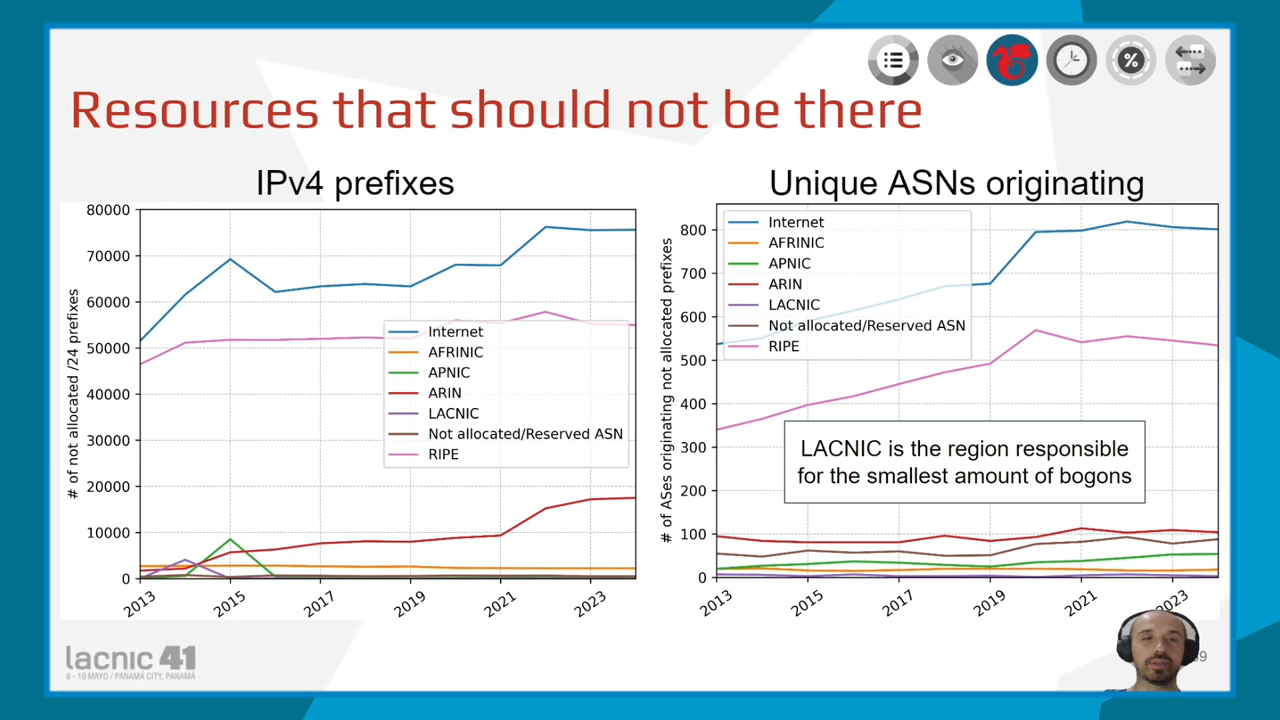 %
Resources that should not be there
IPv4 prefixes
# of not allocated /24 prefixes
80000
70000
60000
50000
40000
30000
20000
10000
0
2013
2015
2017
2019
2021
2023
Internet
AFRINIC
APNIC
ARIN
LACNIC
Not allocated/Reserved ASN
RIPE
Unique ASNs originating
# of ASes originating not allocated prefixes
800
700
600
500
400
300
200
100
0
2013
2015
2017
2019
2021
2023
Internet
AFRINIC
APNIC
ARIN
LACNIC
Not allocated/Reserved ASN
RIPE
LACNIC is the region responsible
for the smallest amount of bogons
lacnic 41
6 - 10 MAYO / PANAMÁ CITY, PANAMÁ